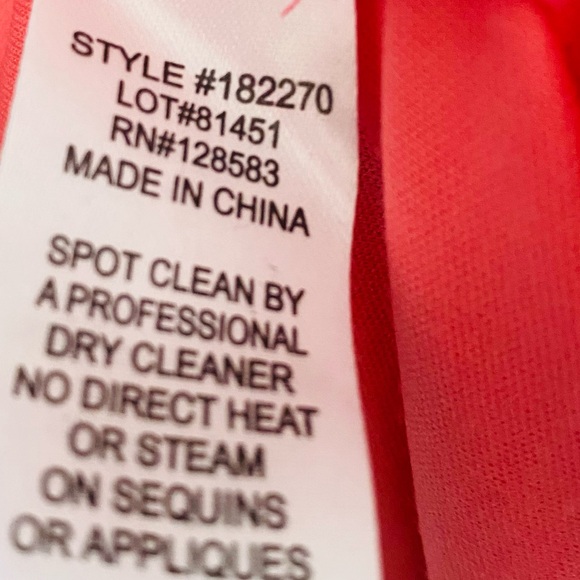 STYLE #182270
LOT#81451
RN#128583
MADE IN CHINA
SPOT CLEAN BY
A PROFESSIONAL
DRY CLEANER
NO DIRECT HEAT
OR STEAM
ON SEQUINS
OR APPLIQUES